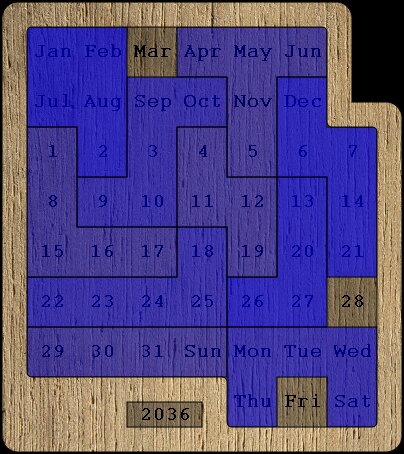 Jan Feb Mar Apr May Jun
Jul Aug Sep Oct Nov Dec
1 2 3 4 5 6 7
8 9 10 11 12 13 14
15 16 17 18 19 20 21
22 23 24 25 26 27 28
29 30 31 Sun Mon Tue Wed
Thu Fri Sat
2036